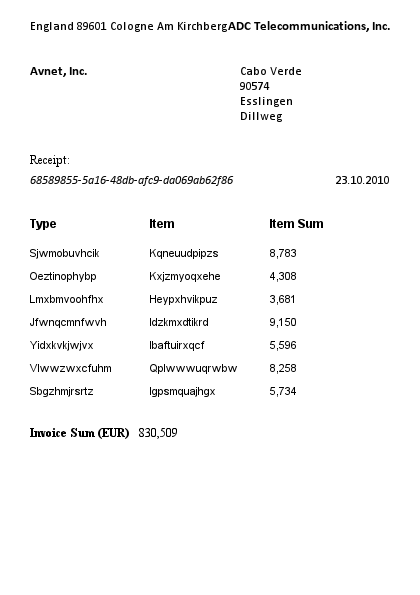 England 89601 Cologne Am KirchbergADC Telecommunications, Inc.
Avnet, Inc.
Cabo Verde
90574
Esslingen
Dillweg
Receipt:
68589855-5a16-48db-afc9-da069ab62f86 23.10.2010
Type Item Item Sum
Sjwmobuvhcik Kqneuudpipzs 8,783
Oeztinophybp Kxjzmyoqxehe 4,308
Lmxbmvoohfhx Heypxhvikpuz 3,681
Jfwnqcmnfwvh Idzkmxdtikrd 9,150
Yidxkvkjwjvx Ibaftuirxqcf 5,596
Vlwwzwxcfuhm Qplwwwuqrwbw 8,258
Sbgzhmjrsrtz Igpsmquajhgx 5,734
Invoice Sum (EUR) 830,509